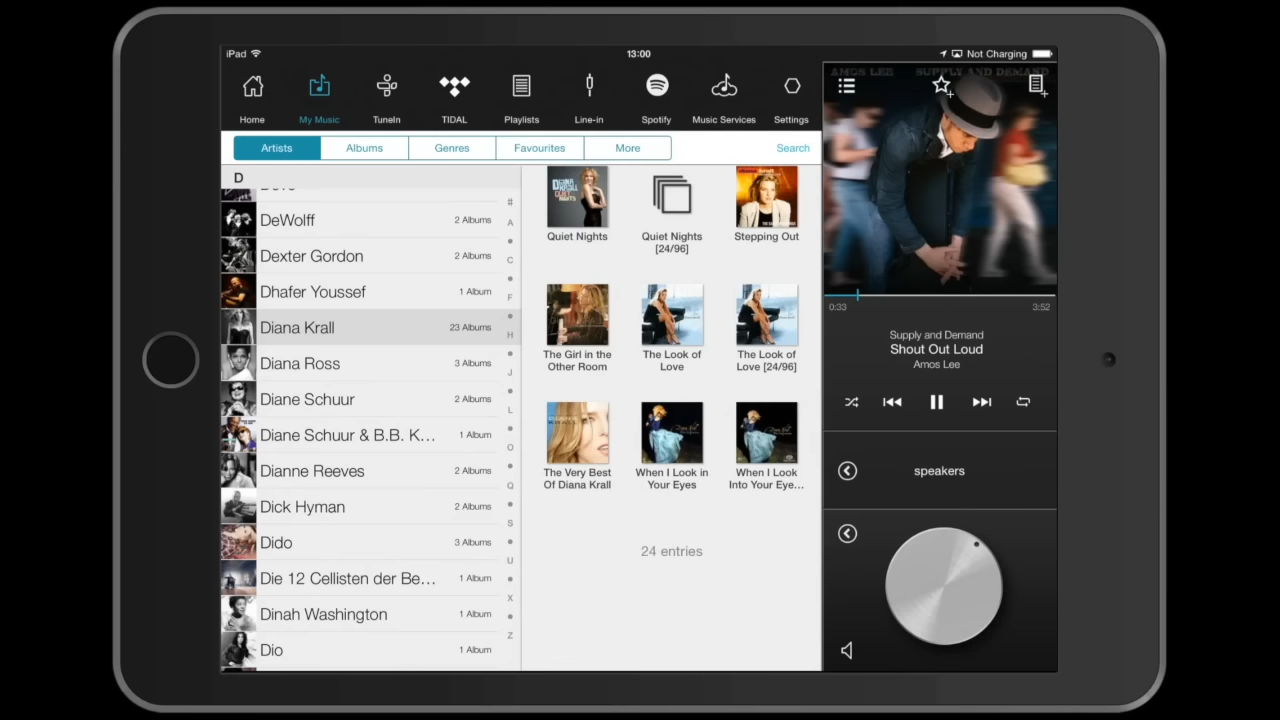 iPad
13:00
Not Charging
Home
My Music
TuneIn
TIDAL
Playlists
Line-in
Spotify
Music Services
Settings
Artists
Albums
Genres
Favourites
More
Search
D
DeWolff
2 Albums
Dexter Gordon
2 Albums
Dhafer Youssef
1 Album
Diana Krall
23 Albums
Diana Ross
3 Albums
Diane Schuur
2 Albums
Diane Schuur & B.B. K...
1 Album
Dianne Reeves
2 Albums
Dick Hyman
2 Albums
Dido
3 Albums
Die 12 Cellisten der Be...
1 Album
Dinah Washington
1 Album
Dio
1 Album
#
A
C
F
H
J
L
O
Q
S
U
X
Z
DIANA
KRALL
QUIET
NIGHTS
Quiet Nights
Quiet Nights
[24/96]
Stepping Out
The Girl in the
Other Room
The Look of
Love
The Look of
Love [24/96]
The Very Best
Of Diana Krall
When I Look in
Your Eyes
When I Look
Into Your Eye...
24 entries
AMOS LEE SUPPLY AND DEMAND
0:33
3:52
Supply and Demand
Shout Out Loud
Amos Lee
speakers